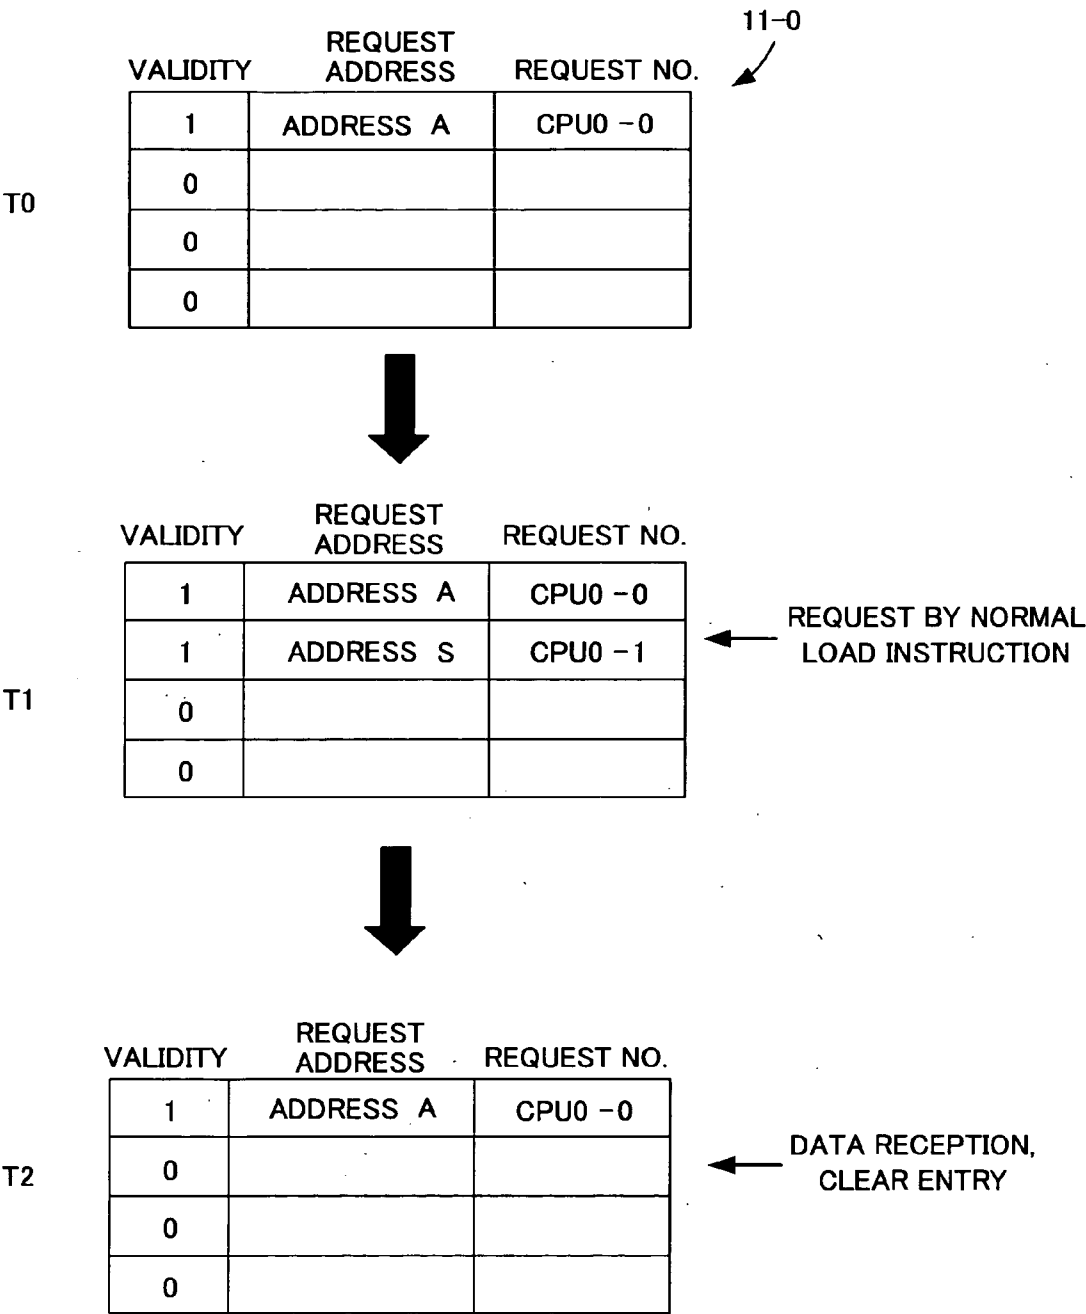 11-0
REQUEST
VALIDITY ADDRESS REQUEST NO.
1 ADDRESS A CPU0 -0
0
T0
0
0
REQUEST
VALIDITY ADDRESS REQUEST NO.
1 ADDRESS A CPU0 -0
1 ADDRESS S CPU0 -1
REQUEST BY NORMAL
LOAD INSTRUCTION
T1
0
0
REQUEST
VALIDITY ADDRESS REQUEST NO.
1 ADDRESS A CPU0 -0
0
DATA RECEPTION,
CLEAR ENTRY
T2
0
0